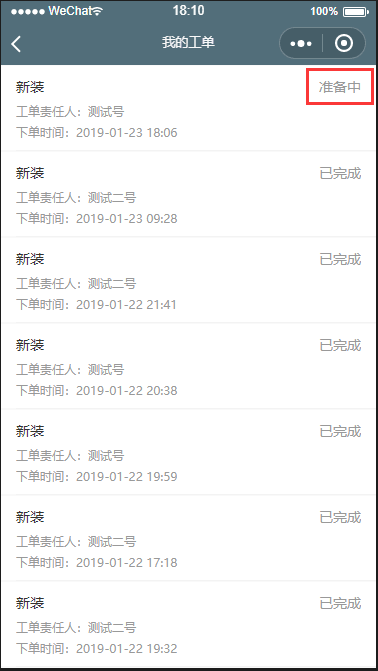 ●●●●● WeChat 18:10 100%
我的工单
新装 准备中
工单责任人：测试号
下单时间：2019-01-23 18:06
新装 已完成
工单责任人：测试二号
下单时间：2019-01-23 09:28
新装 已完成
工单责任人：测试二号
下单时间：2019-01-22 21:41
新装 已完成
工单责任人：测试号
下单时间：2019-01-22 20:38
新装 已完成
工单责任人：测试号
下单时间：2019-01-22 19:59
新装 已完成
工单责任人：测试二号
下单时间：2019-01-22 17:18
新装 已完成
工单责任人：测试二号
下单时间：2019-01-22 19:32